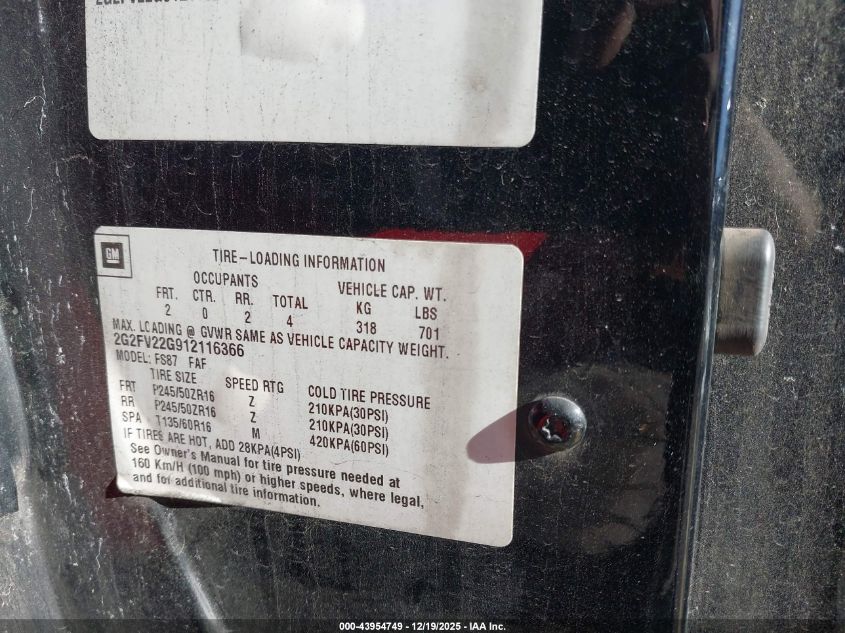 GM
TIRE-LOADING INFORMATION
OCCUPANTS VEHICLE CAP. WT.
FRT. CTR. RR. TOTAL KG LBS
2 0 2 4 318 701
MAX. LOADING @ GVWR SAME AS VEHICLE CAPACITY WEIGHT.
2G2FV22G912116366
MODEL: FS87 FAF
TIRE SIZE SPEED RTG COLD TIRE PRESSURE
FRT P245/50ZR16 Z 210KPA(30PSI)
RR P245/50ZR16 Z 210KPA(30PSI)
SPA T135/60R16 M 420KPA(60PSI)
IF TIRES ARE HOT, ADD 28KPA(4PSI)
See Owner's Manual for tire pressure needed at
160 Km/H (100 mph) or higher speeds, where legal,
and for additional tire information.
000-43954749 - 12/19/2025 - IAA Inc.